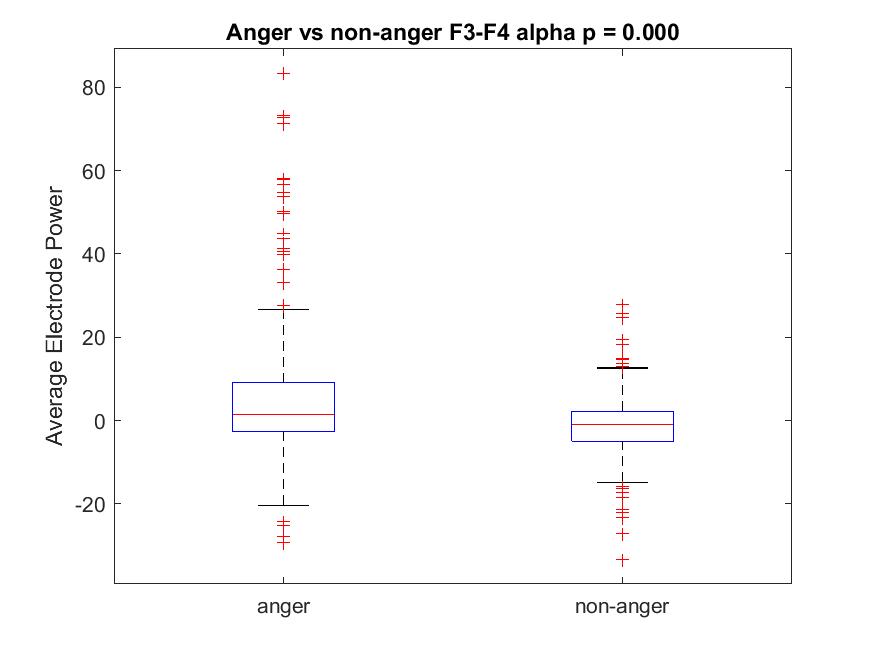 Anger vs non-anger F3-F4 alpha p = 0.000
Average Electrode Power
80
60
40
20
0
-20
anger
non-anger